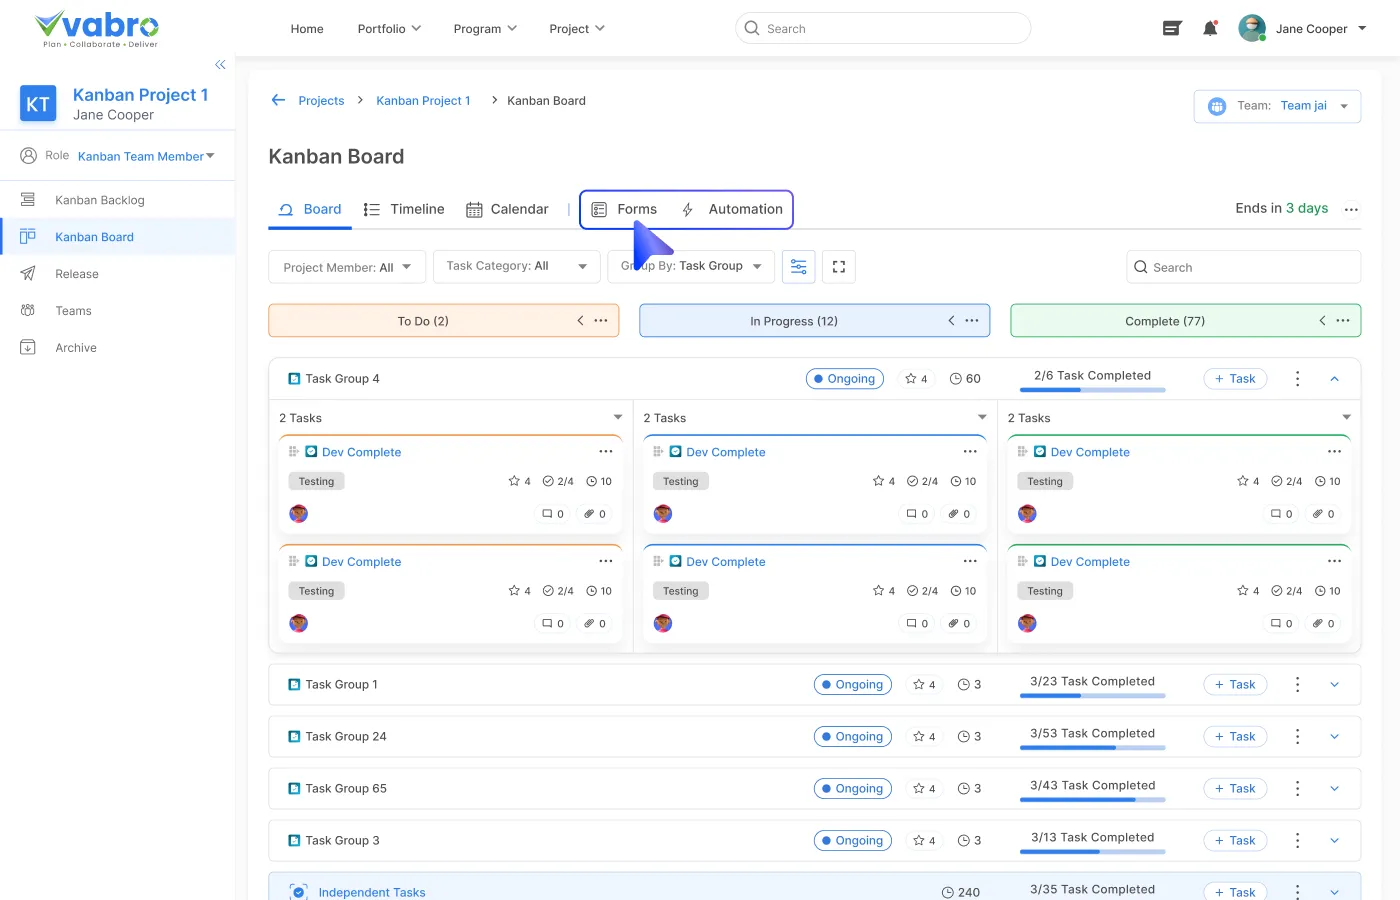 vabro
Plan • Collaborate • Deliver
Home
Portfolio
Program
Project
Search
Jane Cooper
KT
Kanban Project 1
Jane Cooper
Role
Kanban Team Member
Kanban Backlog
Kanban Board
Release
Teams
Archive
Projects
Kanban Project 1
Kanban Board
Team: Team jai
Kanban Board
Board
Timeline
Calendar
Forms
Automation
Ends in 3 days
Project Member: All
Task Category: All
Group By: Task Group
Search
To Do (2)
In Progress (12)
Complete (77)
Task Group 4
Ongoing
4
60
2/6 Task Completed
+ Task
2 Tasks
2 Tasks
2 Tasks
Dev Complete
Testing
4
2/4
10
0
0
Dev Complete
Testing
4
2/4
10
0
0
Dev Complete
Testing
4
2/4
10
0
0
Dev Complete
Testing
4
2/4
10
0
0
Dev Complete
Testing
4
2/4
10
0
0
Dev Complete
Testing
4
2/4
10
0
0
Task Group 1
Ongoing
4
3
3/23 Task Completed
+ Task
Task Group 24
Ongoing
4
3
3/53 Task Completed
+ Task
Task Group 65
Ongoing
4
3
3/43 Task Completed
+ Task
Task Group 3
Ongoing
4
3
3/13 Task Completed
+ Task
Independent Tasks
240
3/35 Task Completed
+ Task